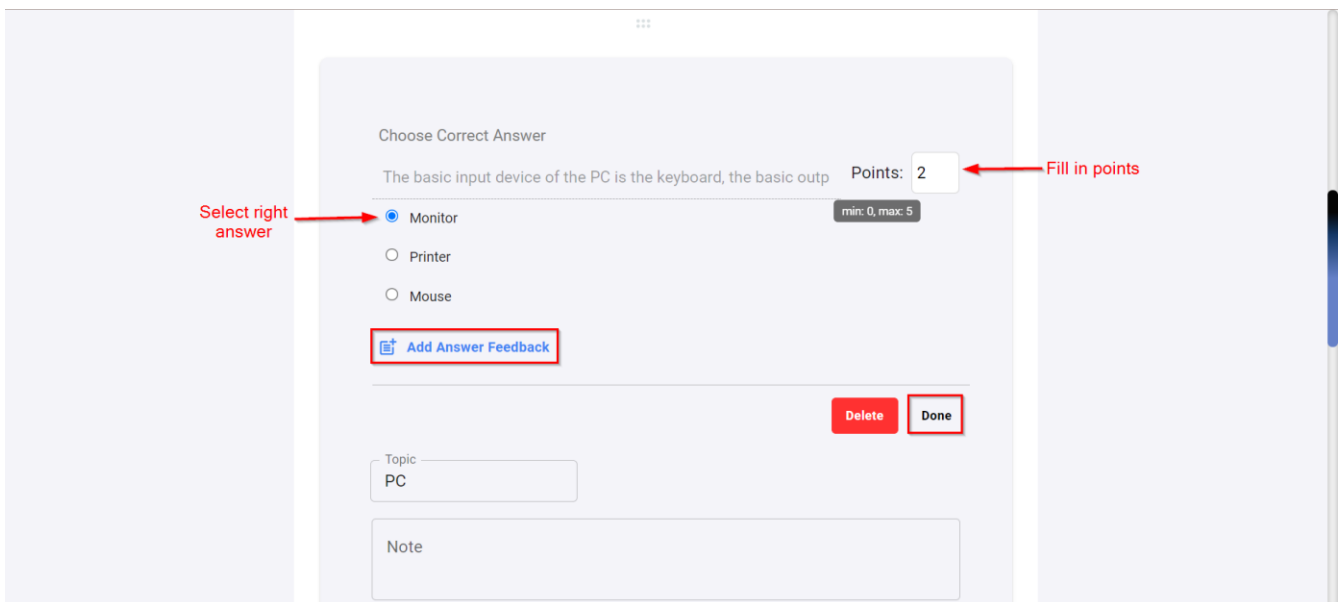 Choose Correct Answer
The basic input device of the PC is the keyboard, the basic outp
Points: 2
Fill in points
min: 0, max: 5
Select right
answer
Monitor
Printer
Mouse
Add Answer Feedback
Delete
Done
Topic
PC
Note